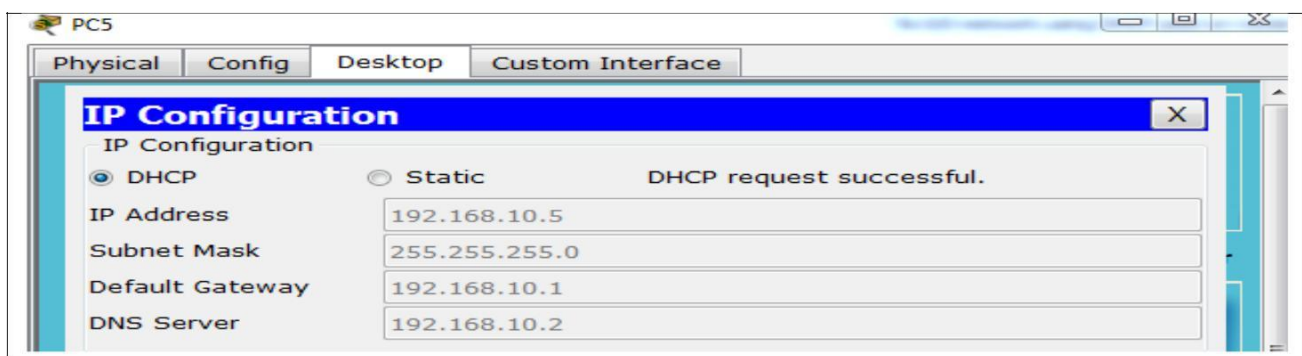 PC5
Physical Config Desktop Custom Interface
IP Configuration X
IP Configuration
DHCP Static DHCP request successful.
IP Address 192.168.10.5
Subnet Mask 255.255.255.0
Default Gateway 192.168.10.1
DNS Server 192.168.10.2